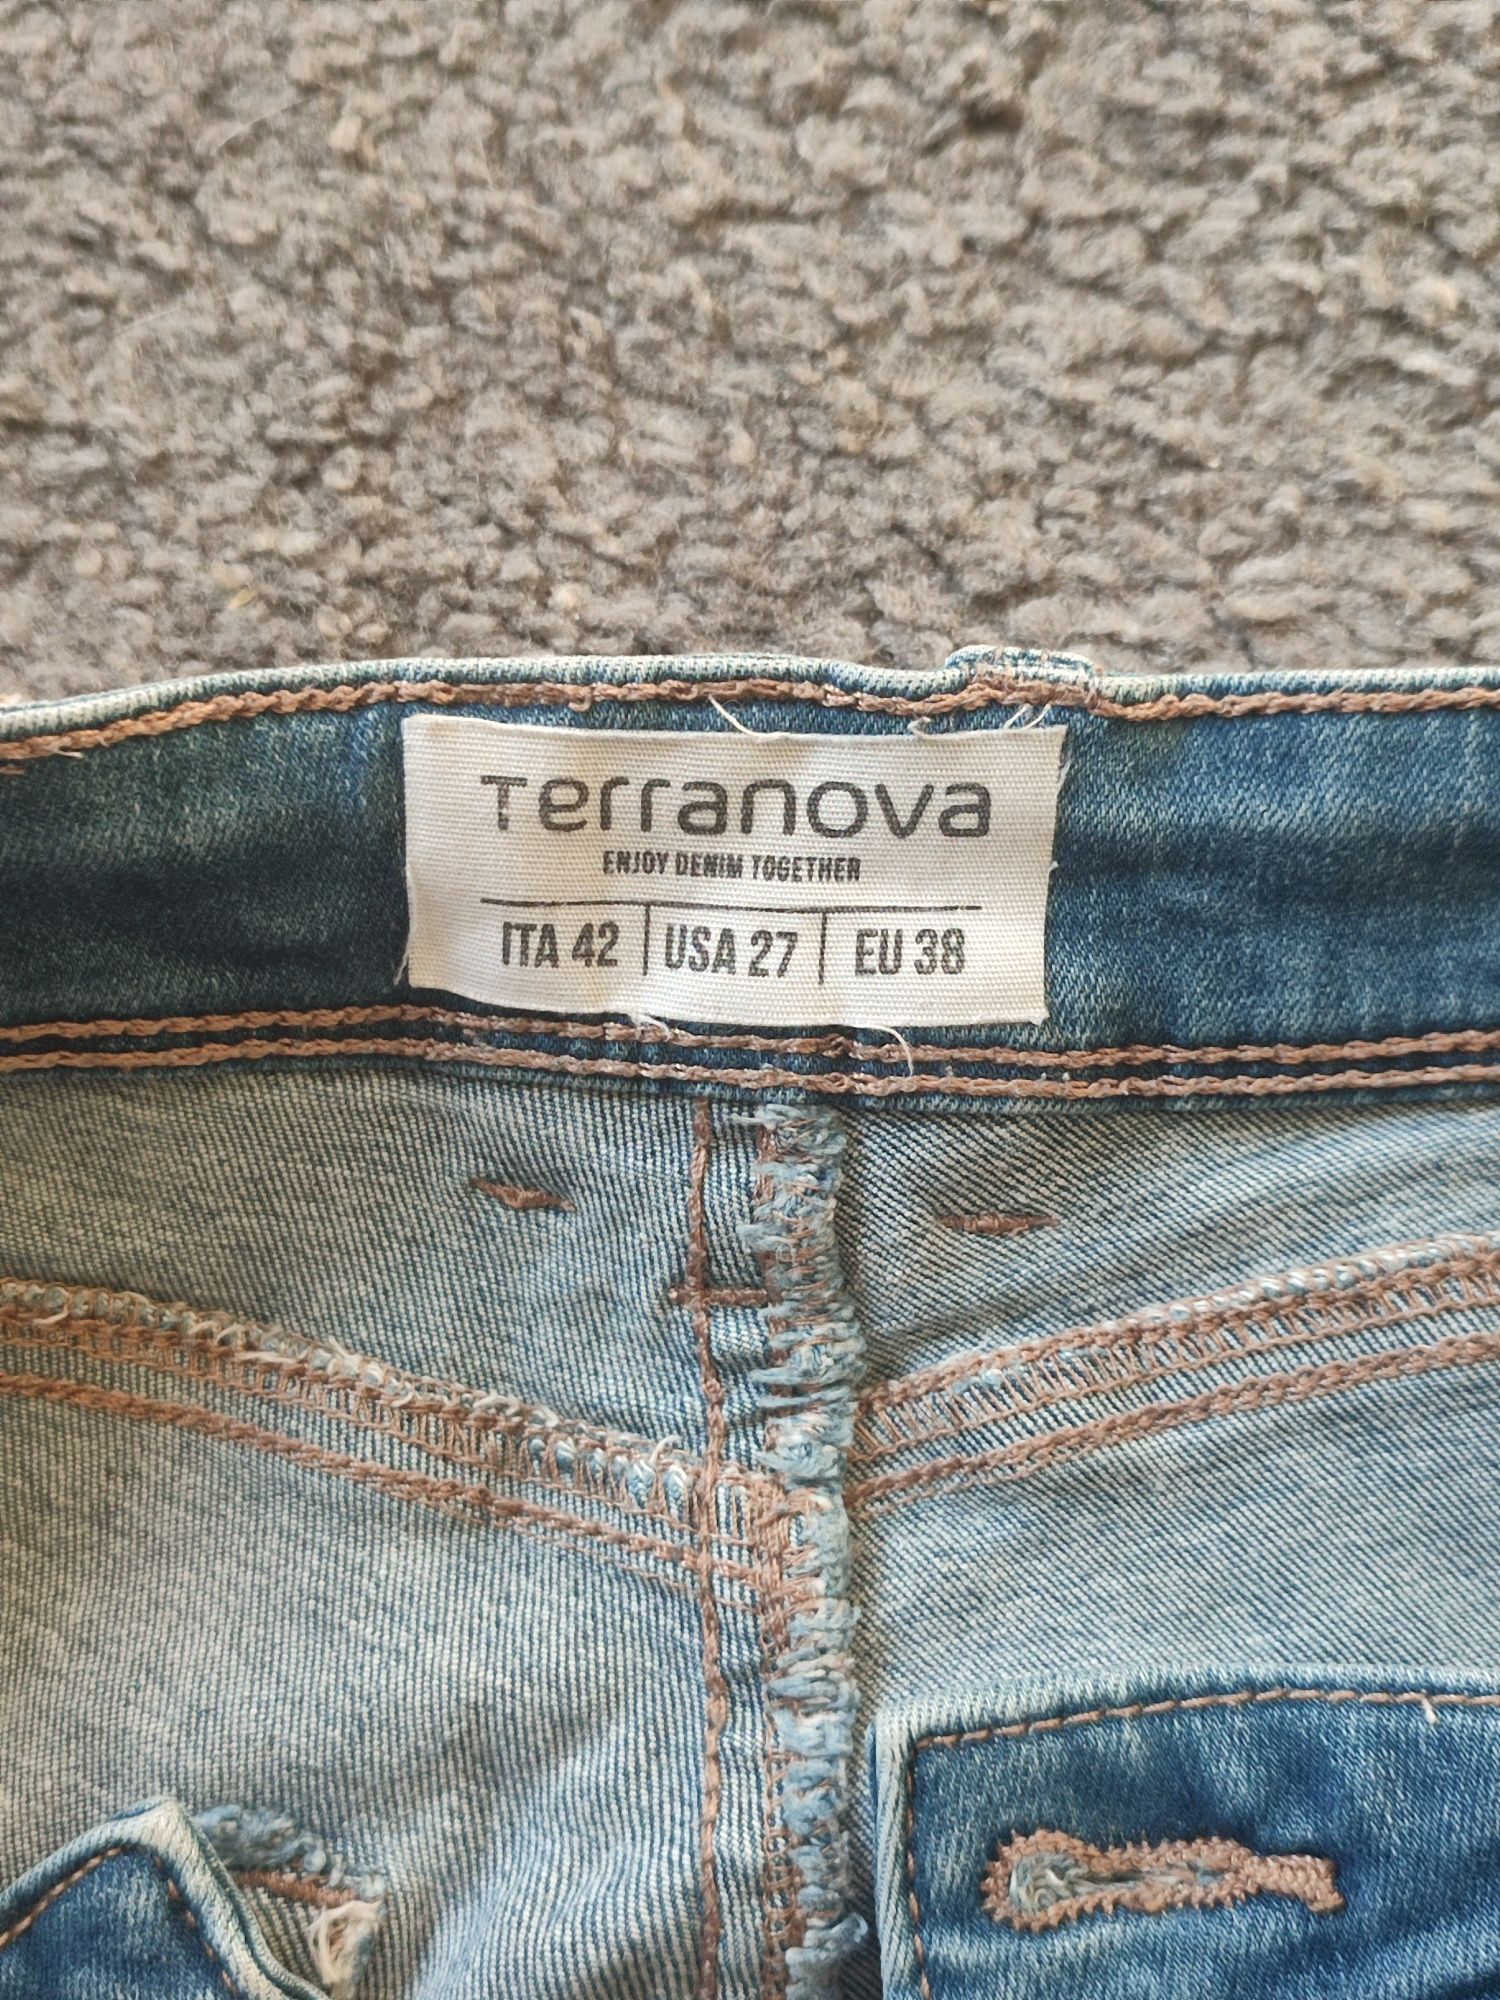 Terranova
ENJOY DENIM TOGETHER
ITA 42 USA 27 EU 38